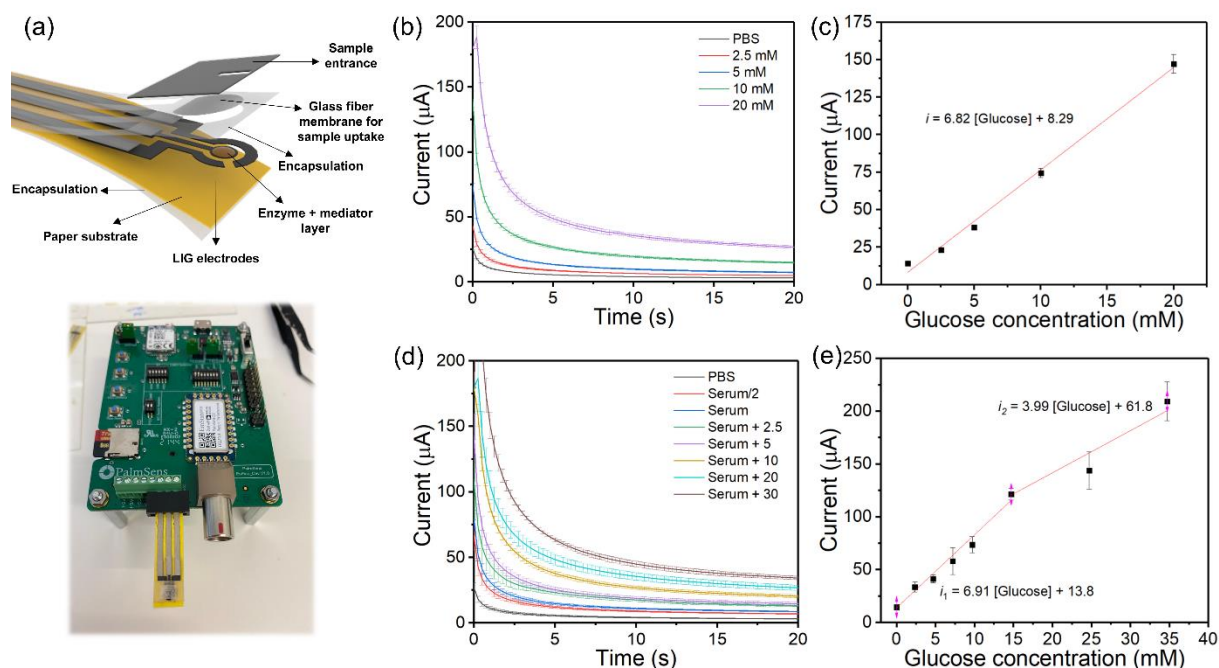 (a)
Sample
entrance
Glass fiber
membrane for
sample uptake
Encapsulation
Encapsulation
Enzyme + mediator
layer
Paper substrate
LIG electrodes
PalmSens
(b)
Current (µA)
200
150
100
50
0
0
5
10
15
20
Time (s)
PBS
2.5 mM
5 mM
10 mM
20 mM
(c)
Current (µA)
175
150
125
100
75
50
25
0
i = 6.82 [Glucose] + 8.29
0
5
10
15
20
Glucose concentration (mM)
(d)
Current (µA)
200
150
100
50
0
0
5
10
15
20
Time (s)
PBS
Serum/2
Serum
Serum + 2.5
Serum + 5
Serum + 10
Serum + 20
Serum + 30
(e)
Current (µA)
250
200
150
100
50
0
i2 = 3.99 [Glucose] + 61.8
i1 = 6.91 [Glucose] + 13.8
0
5
10
15
20
25
30
35
40
Glucose concentration (mM)